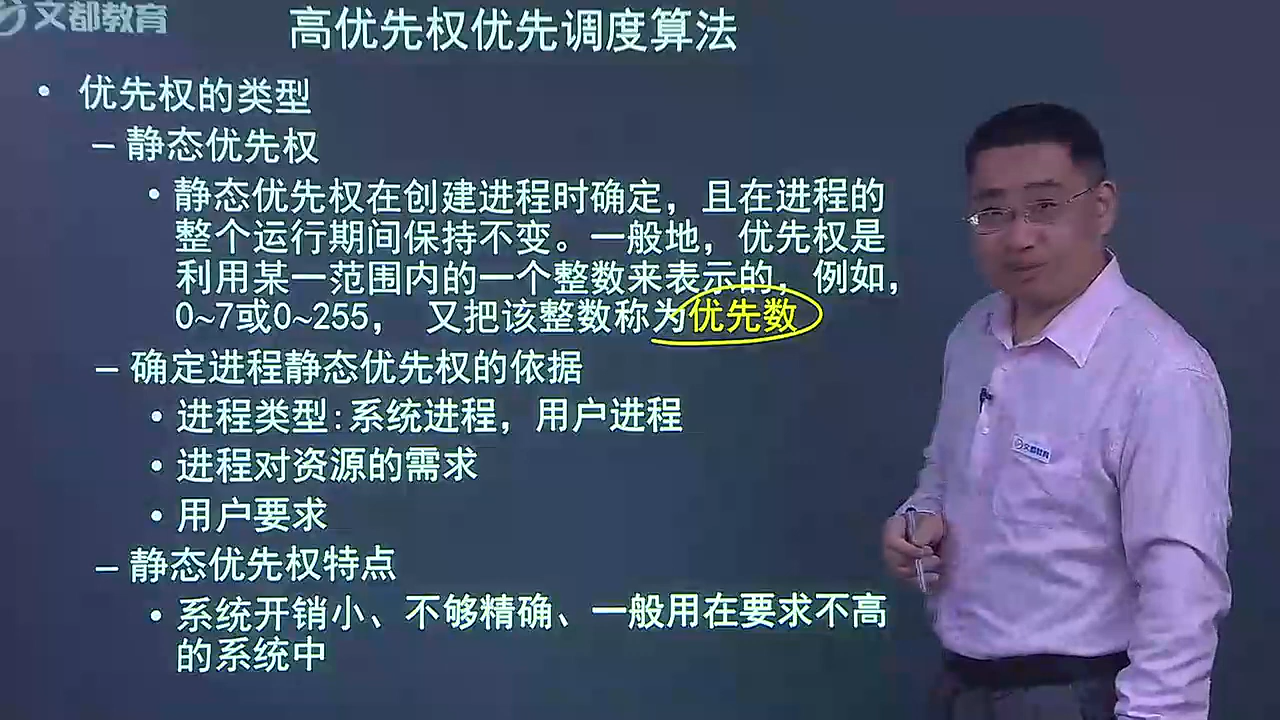 文都教育
高优先权优先调度算法
• 优先权的类型
– 静态优先权
• 静态优先权在创建进程时确定，且在进程的
整个运行期间保持不变。一般地，优先权是
利用某一范围内的一个整数来表示的，例如，
0~7或0~255， 又把该整数称为优先数
– 确定进程静态优先权的依据
• 进程类型:系统进程，用户进程
• 进程对资源的需求
• 用户要求
– 静态优先权特点
• 系统开销小、不够精确、一般用在要求不高
的系统中
文都教育